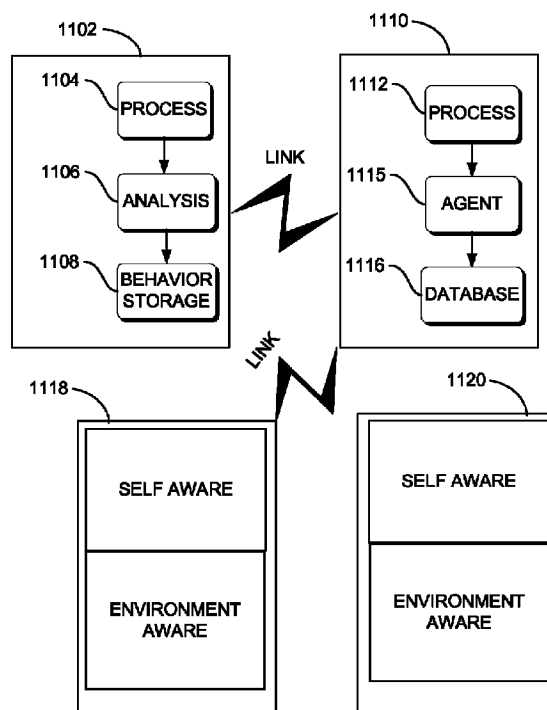 1102
1104
PROCESS
1106
ANALYSIS
1108
BEHAVIOR
STORAGE
LINK
1110
1112
PROCESS
1115
AGENT
1116
DATABASE
LINK
1118
SELF AWARE
ENVIRONMENT
AWARE
1120
SELF AWARE
ENVIRONMENT
AWARE